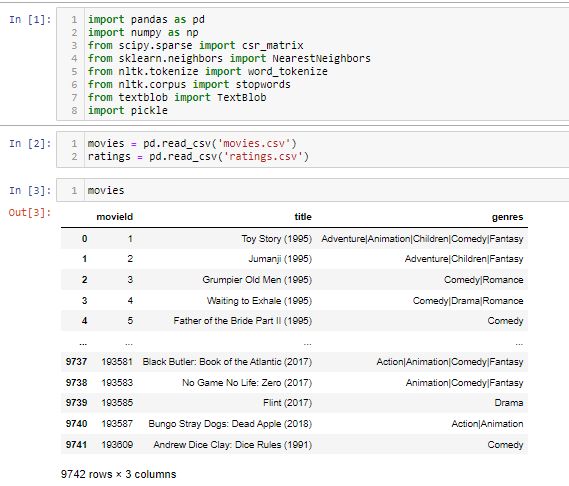 In [1]:
1 import pandas as pd
2 import numpy as np
3 from scipy.sparse import csr_matrix
4 from sklearn.neighbors import NearestNeighbors
5 from nltk.tokenize import word_tokenize
6 from nltk.corpus import stopwords
7 from textblob import TextBlob
8 import pickle
In [2]:
1 movies = pd.read_csv('movies.csv')
2 ratings = pd.read_csv('ratings.csv')
In [3]:
1 movies
Out[3]:
movieId title genres
0 1 Toy Story (1995) Adventure|Animation|Children|Comedy|Fantasy
1 2 Jumanji (1995) Adventure|Children|Fantasy
2 3 Grumpier Old Men (1995) Comedy|Romance
3 4 Waiting to Exhale (1995) Comedy|Drama|Romance
4 5 Father of the Bride Part II (1995) Comedy
... ... ... ...
9737 193581 Black Butler: Book of the Atlantic (2017) Action|Animation|Comedy|Fantasy
9738 193583 No Game No Life: Zero (2017) Animation|Comedy|Fantasy
9739 193585 Flint (2017) Drama
9740 193587 Bungo Stray Dogs: Dead Apple (2018) Action|Animation
9741 193609 Andrew Dice Clay: Dice Rules (1991) Comedy
9742 rows × 3 columns